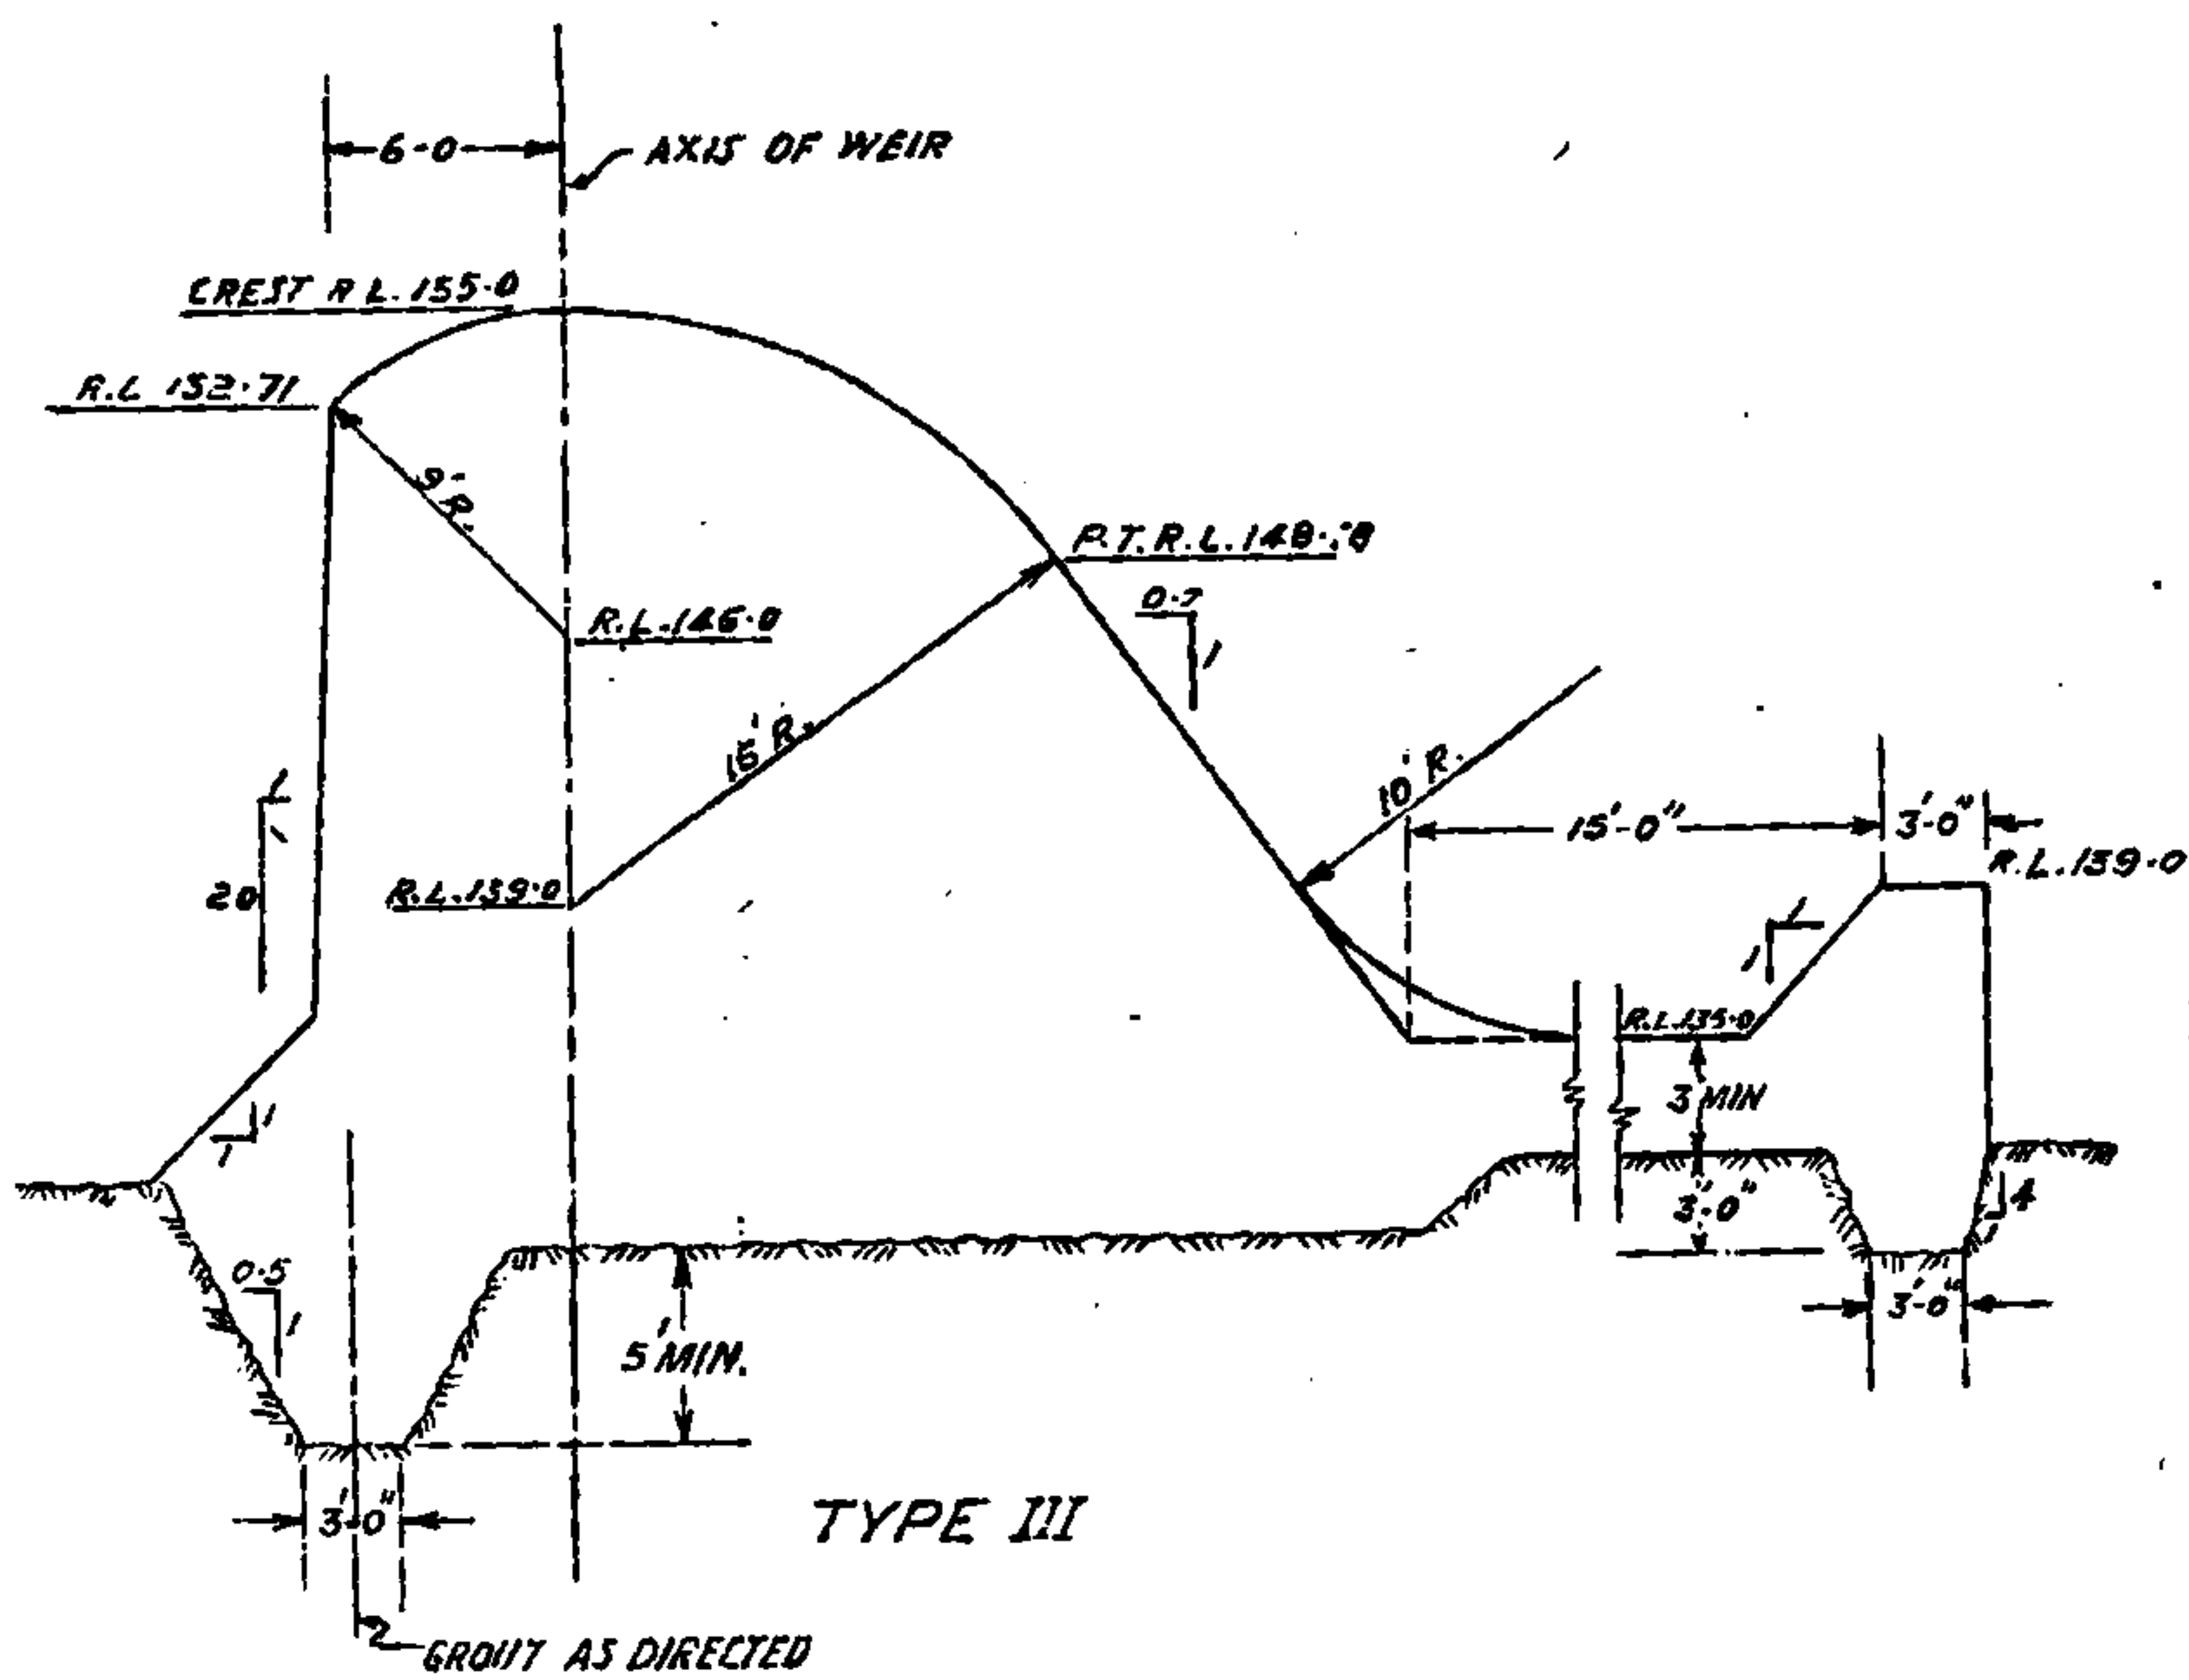 6-0
AXIS OF WEIR
CREST R L. 155·0
R.L 152·71
9' R.
P.T. R.L. 148·
R.L. 146·0
0·7
1
16' R.
10' R.
15'-0"
3'-0"
R.L. 139·0
1
20
R.L. 139·0
1
1
R.L. 135·0
3 MIN
1
1
3'-0"
1
4
0·5
1
3'-0"
5' MIN.
3'-0"
TYPE III
GROUT AS DIRECTED